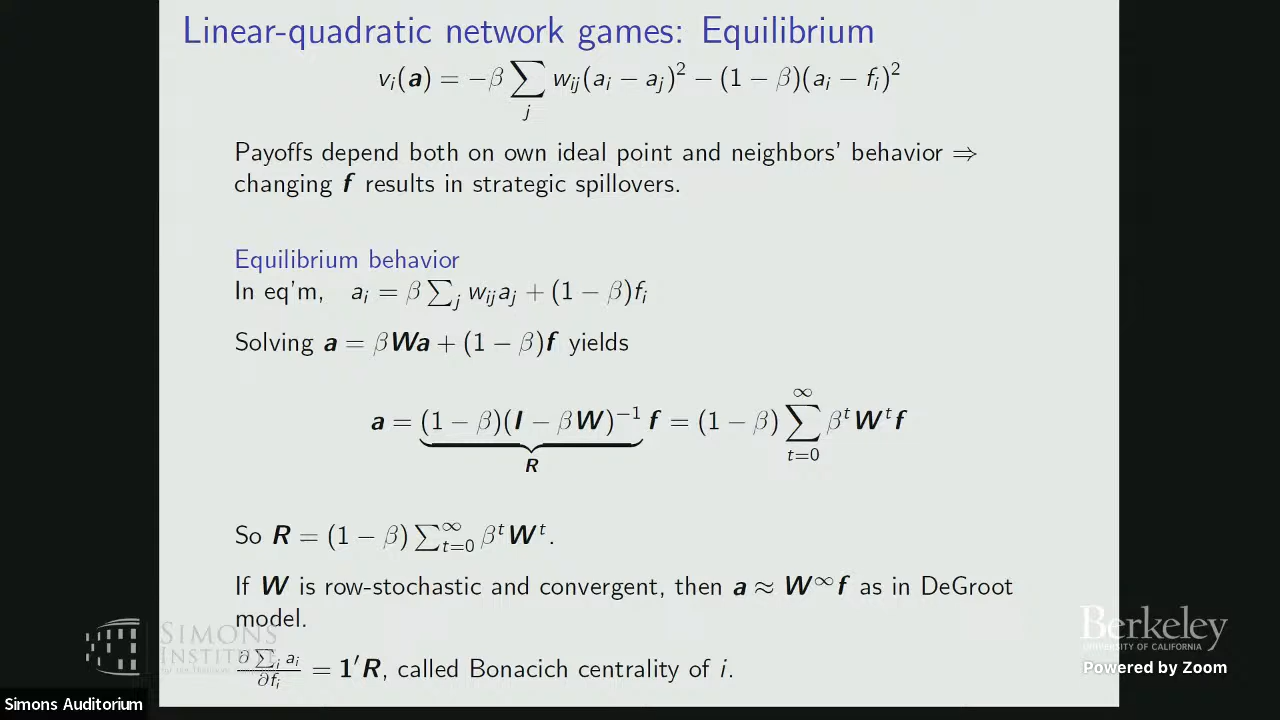 Linear-quadratic network games: Equilibrium
v_i(a) = −β ∑_j w_ij(a_i − a_j)² − (1 − β)(a_i − f_i)²
Payoffs depend both on own ideal point and neighbors' behavior ⇒
changing f results in strategic spillovers.
Equilibrium behavior
In eq'm, a_i = β ∑_j w_ij a_j + (1 − β)f_i
Solving a = βWa + (1 − β)f yields
a = (1 − β)(I − βW)⁻¹ f = (1 − β) ∑_{t=0}^{∞} β^t W^t f
R
So R = (1 − β) ∑_{t=0}^{∞} β^t W^t.
If W is row-stochastic and convergent, then a ≈ W^∞ f as in DeGroot
model.
∂ ∑_i a_i / ∂f_i = 1′R, called Bonacich centrality of i.
SIMONS
INSTITUTE
Berkeley
UNIVERSITY OF CALIFORNIA
Powered by Zoom
Simons Auditorium